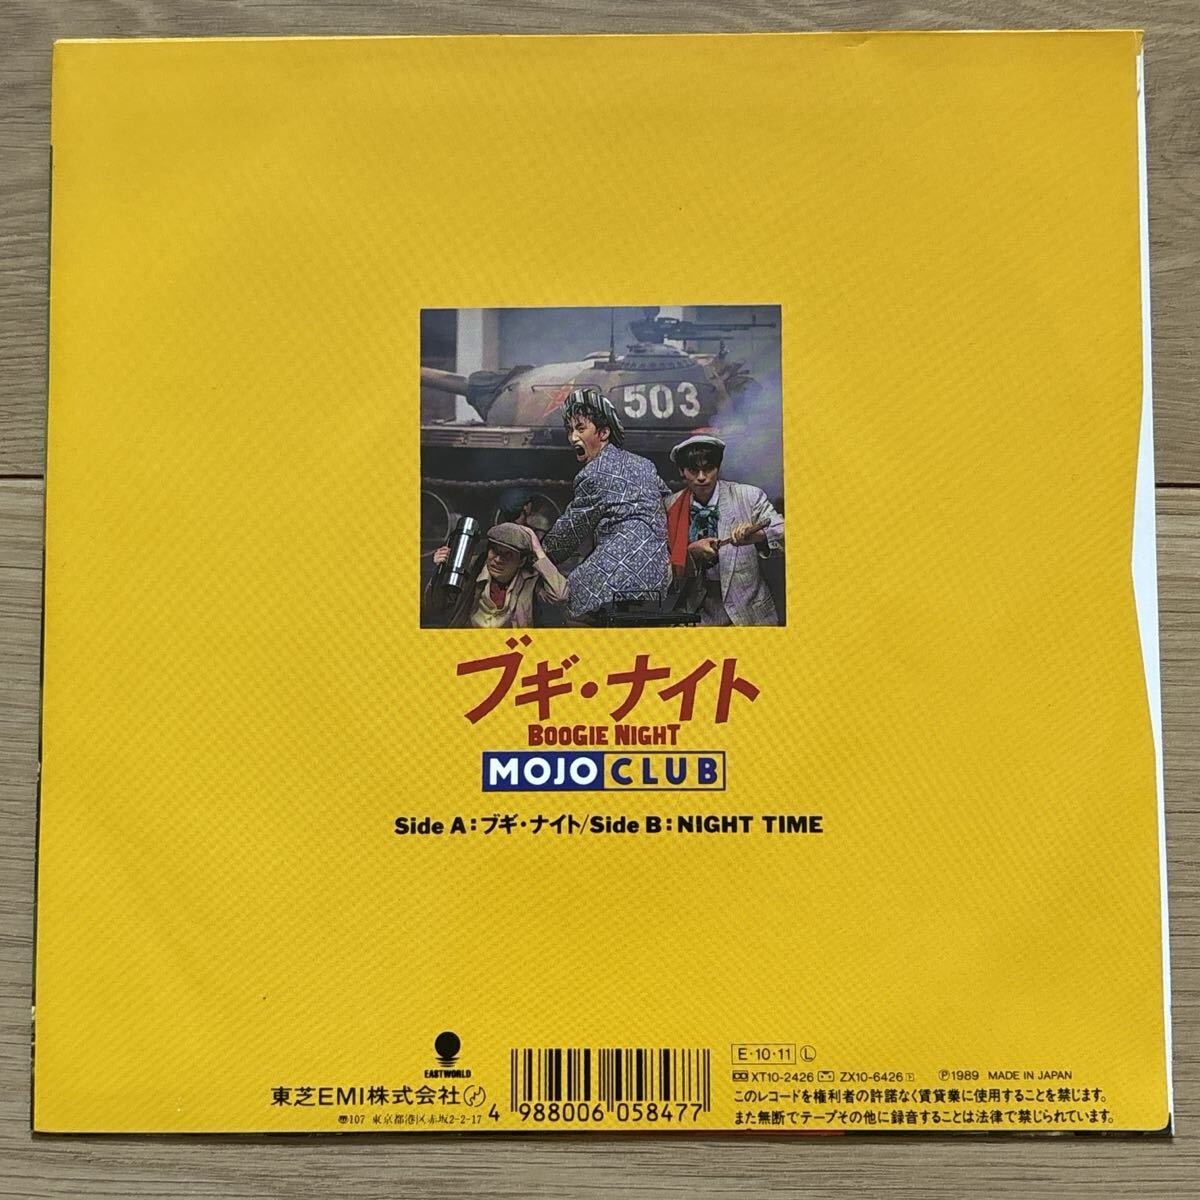 503
ブギ・ナイト
BOOGIE NIGHT
MOJO CLUB
Side A:ブギ・ナイト/Side B:NIGHT TIME
EASTWORLD
東芝EMI株式会社
〠107 東京都港区赤坂2-2-17
4 988006 058477
E・10・11 Ⓛ
XT10-2426 ZX10-6426 Ⓟ1989 MADE IN JAPAN
このレコードを権利者の許諾なく賃貸業に使用することを禁じます。
また無断でテープその他に録音することは法律で禁じられています。